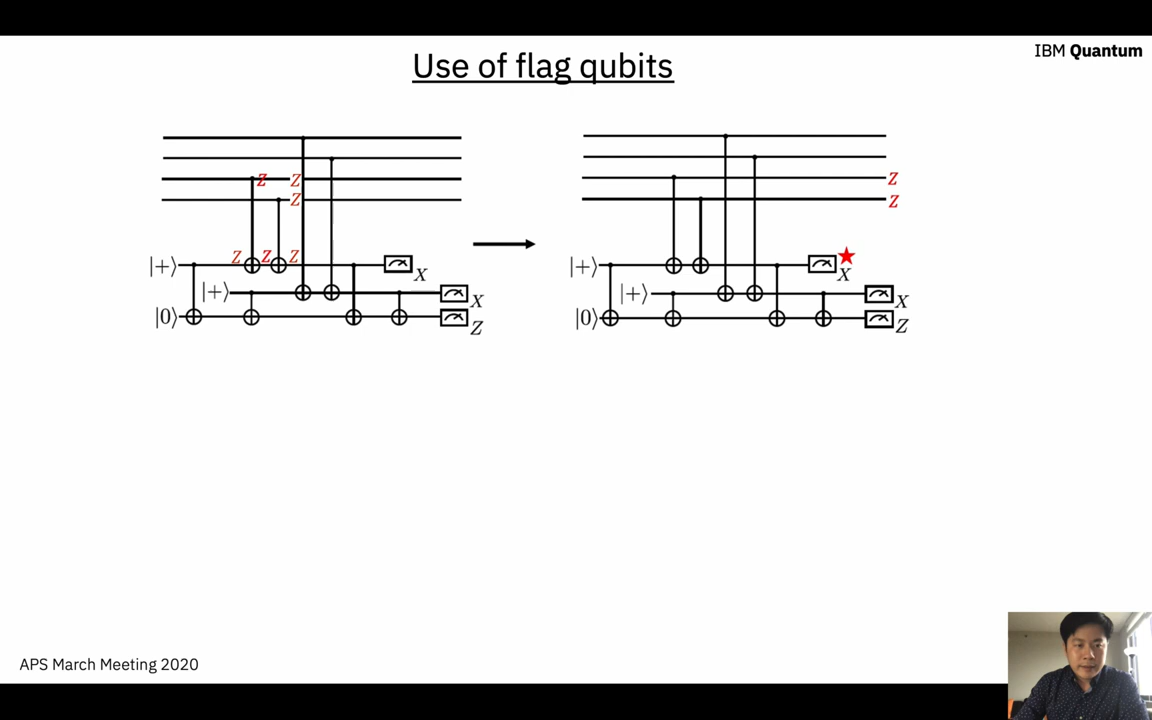 IBM Quantum
Use of flag qubits
Z Z Z
Z Z
Z Z
|+⟩ Z Z Z X |+⟩ X
|+⟩ X |+⟩ X
|0⟩ Z |0⟩ Z
APS March Meeting 2020